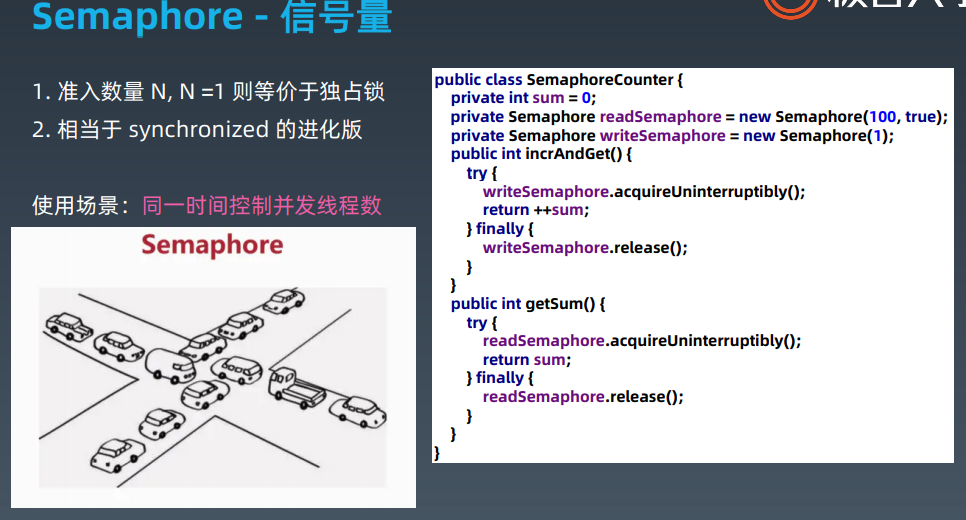 Semaphore - 信号量
1. 准入数量 N, N =1 则等价于独占锁
2. 相当于 synchronized 的进化版
使用场景：同一时间控制并发线程数
Semaphore
public class SemaphoreCounter {
    private int sum = 0;
    private Semaphore readSemaphore = new Semaphore(100, true);
    private Semaphore writeSemaphore = new Semaphore(1);
    public int incrAndGet() {
        try {
            writeSemaphore.acquireUninterruptibly();
            return ++sum;
        } finally {
            writeSemaphore.release();
        }
    }
    public int getSum() {
        try {
            readSemaphore.acquireUninterruptibly();
            return sum;
        } finally {
            readSemaphore.release();
        }
    }
}